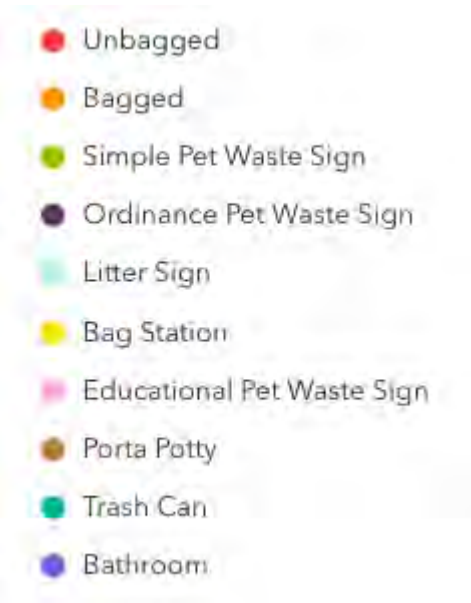 Unbagged
Bagged
Simple Pet Waste Sign
Ordinance Pet Waste Sign
Litter Sign
Bag Station
Educational Pet Waste Sign
Porta Potty
Trash Can
Bathroom